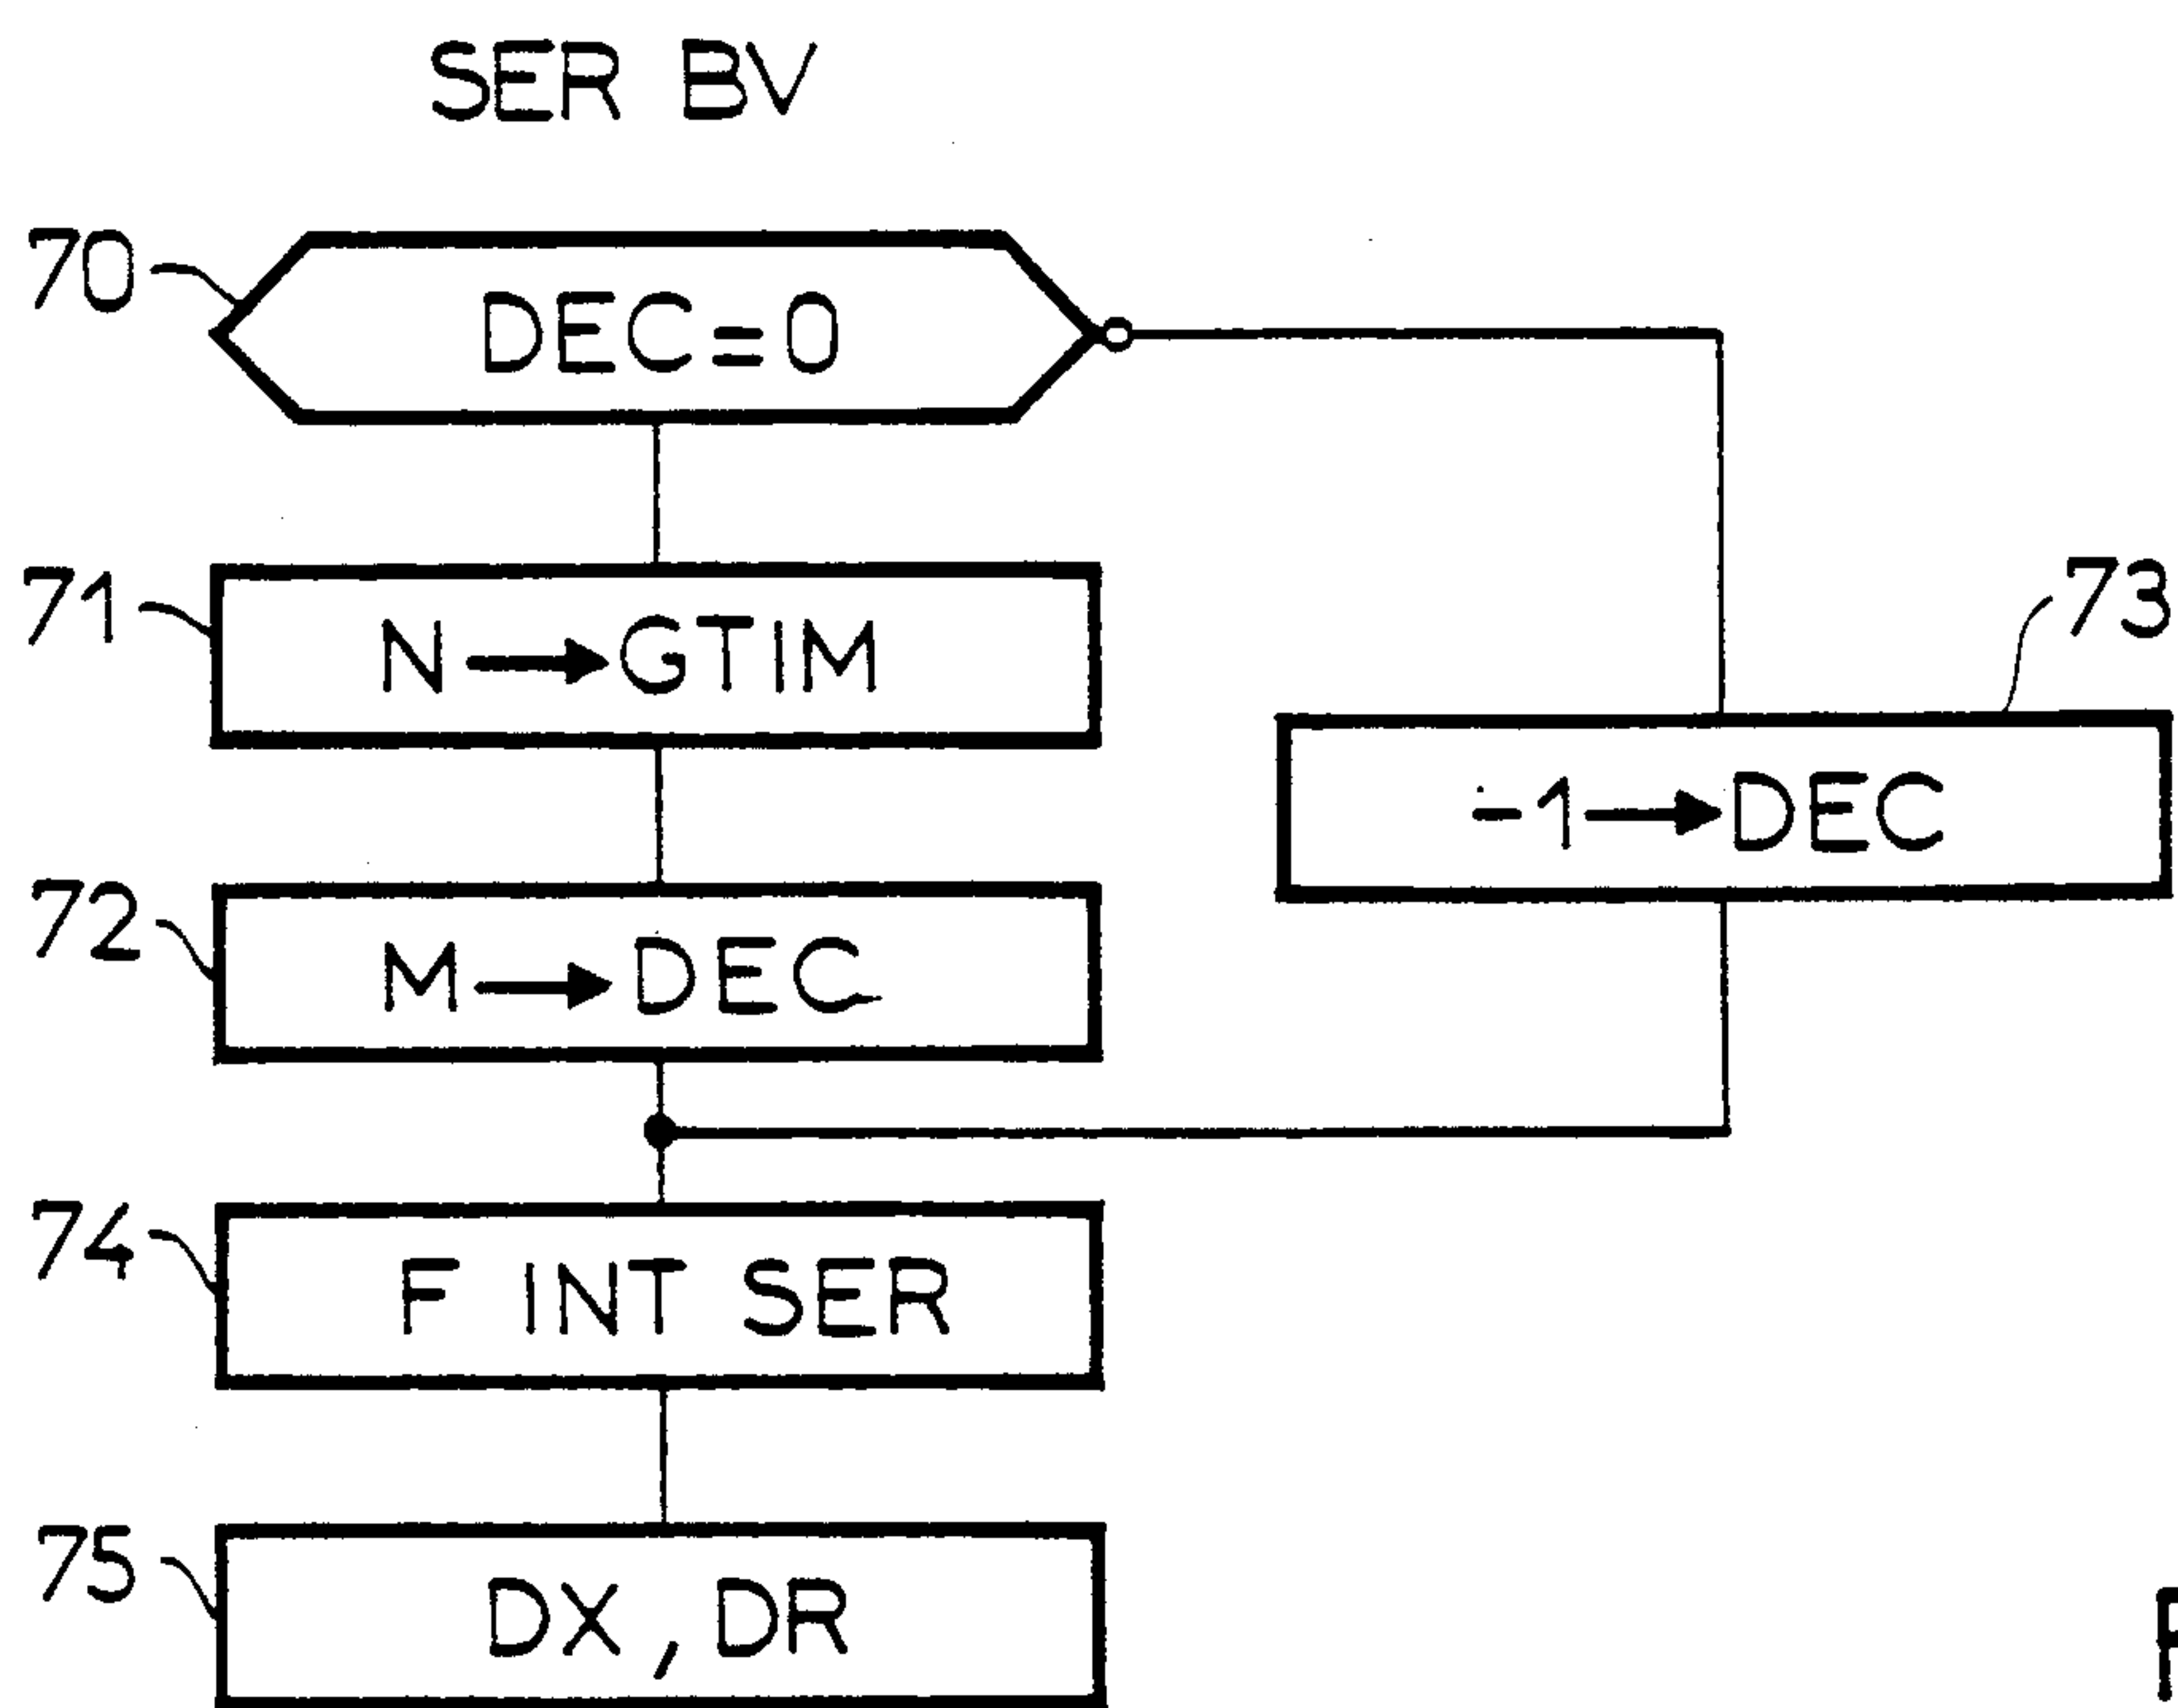 SER BV
70
DEC=0
71
N→GTIM
73
-1→DEC
72
M→DEC
74
F INT SER
75
DX, DR